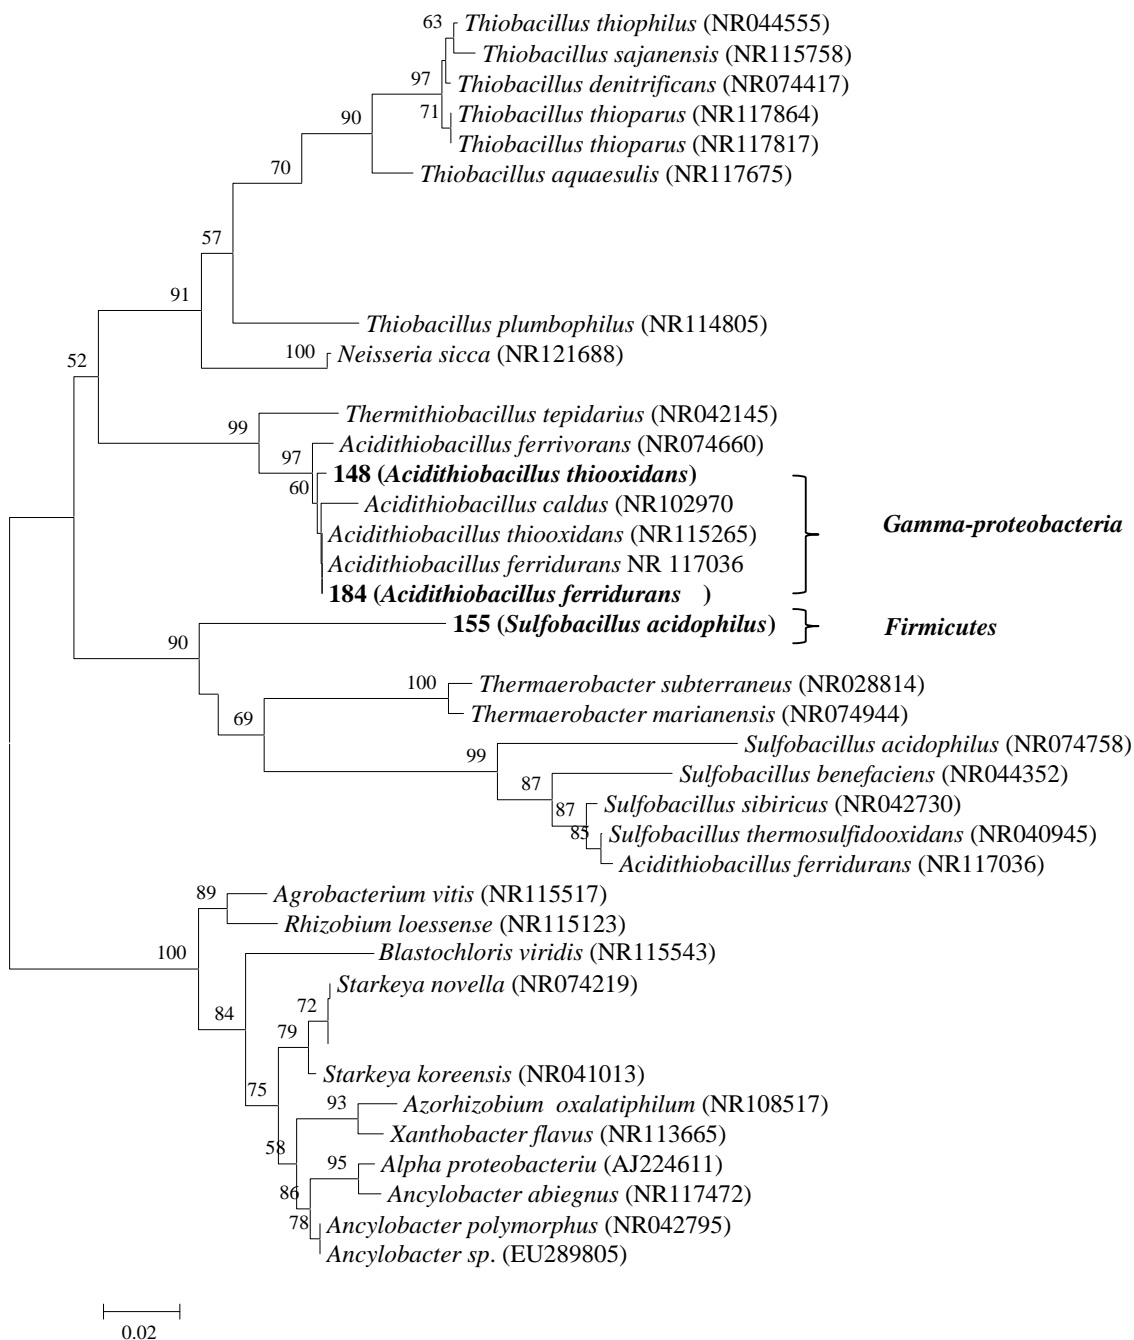 63
Thiobacillus thiophilus (NR044555)
Thiobacillus sajanensis (NR115758)
97
Thiobacillus denitrificans (NR074417)
71
Thiobacillus thioparus (NR117864)
90
Thiobacillus thioparus (NR117817)
70
Thiobacillus aquaesulis (NR117675)
57
91
Thiobacillus plumbophilus (NR114805)
100
Neisseria sicca (NR121688)
52
Thermithiobacillus tepidarius (NR042145)
99
Acidithiobacillus ferrivorans (NR074660)
97
148 (Acidithiobacillus thiooxidans)
60
Acidithiobacillus caldus (NR102970
Gamma-proteobacteria
Acidithiobacillus thiooxidans (NR115265)
Acidithiobacillus ferridurans NR 117036
184 (Acidithiobacillus ferridurans )
155 (Sulfobacillus acidophilus)
Firmicutes
90
100
Thermaerobacter subterraneus (NR028814)
Thermaerobacter marianensis (NR074944)
69
Sulfobacillus acidophilus (NR074758)
99
Sulfobacillus benefaciens (NR044352)
87
Sulfobacillus sibiricus (NR042730)
87
Sulfobacillus thermosulfidooxidans (NR040945)
85
Acidithiobacillus ferridurans (NR117036)
89
Agrobacterium vitis (NR115517)
Rhizobium loessense (NR115123)
100
Blastochloris viridis (NR115543)
Starkeya novella (NR074219)
72
84
79
Starkeya koreensis (NR041013)
75
93
Azorhizobium oxalatiphilum (NR108517)
Xanthobacter flavus (NR113665)
58
95
Alpha proteobacteriu (AJ224611)
86
Ancylobacter abiegnus (NR117472)
78
Ancylobacter polymorphus (NR042795)
Ancylobacter sp. (EU289805)
0.02